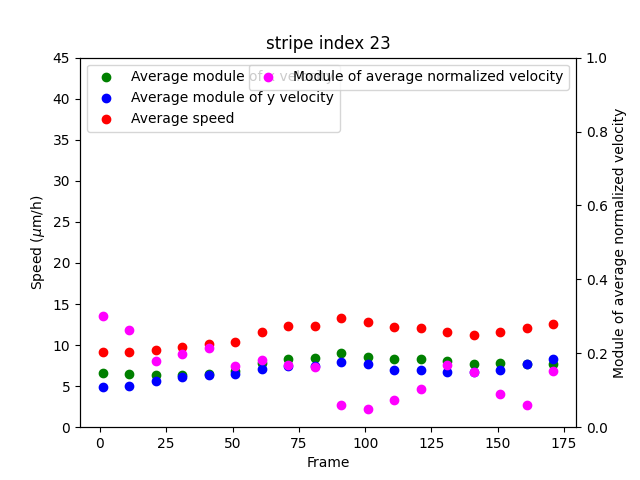 stripe index 23
Average module of x velocity
Average module of y velocity
Average speed
Module of average normalized velocity
45
40
35
30
25
20
15
10
5
0
Speed (μm/h)
1.0
0.8
0.6
0.4
0.2
0.0
Module of average normalized velocity
0 25 50 75 100 125 150 175
Frame